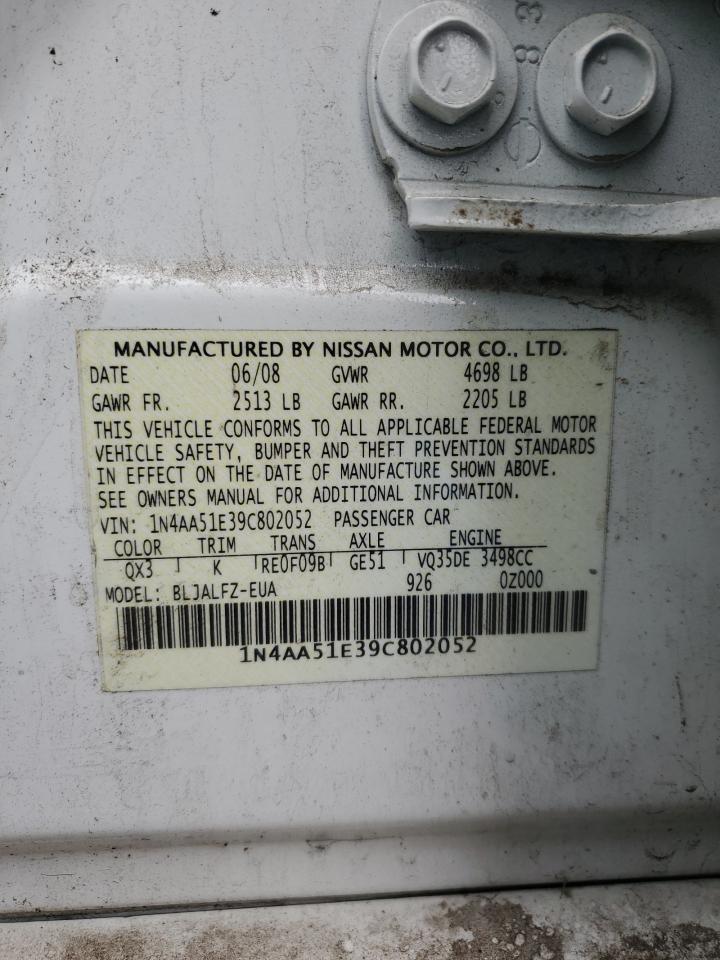 8 3
MANUFACTURED BY NISSAN MOTOR CO., LTD.
DATE 06/08 GVWR 4698 LB
GAWR FR. 2513 LB GAWR RR. 2205 LB
THIS VEHICLE CONFORMS TO ALL APPLICABLE FEDERAL MOTOR
VEHICLE SAFETY, BUMPER AND THEFT PREVENTION STANDARDS
IN EFFECT ON THE DATE OF MANUFACTURE SHOWN ABOVE.
SEE OWNERS MANUAL FOR ADDITIONAL INFORMATION.
VIN: 1N4AA51E39C802052 PASSENGER CAR
COLOR TRIM TRANS AXLE ENGINE
QX3 K RE0F09B GE51 VQ35DE 3498CC
MODEL: BLJALFZ-EUA 926 0Z000
1N4AA51E39C802052